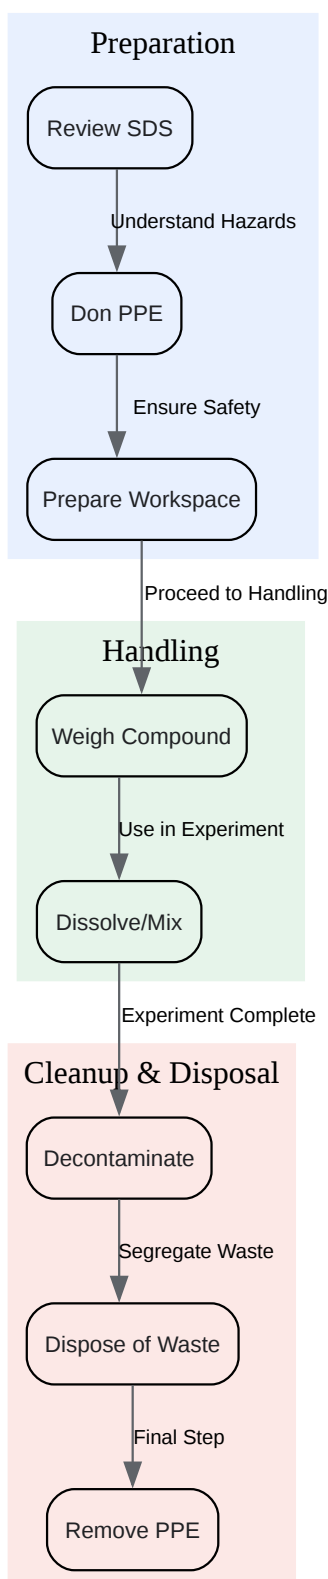 Preparation
Review SDS
Understand Hazards
Don PPE
Ensure Safety
Prepare Workspace
Proceed to Handling
Handling
Weigh Compound
Use in Experiment
Dissolve/Mix
Experiment Complete
Cleanup & Disposal
Decontaminate
Segregate Waste
Dispose of Waste
Final Step
Remove PPE